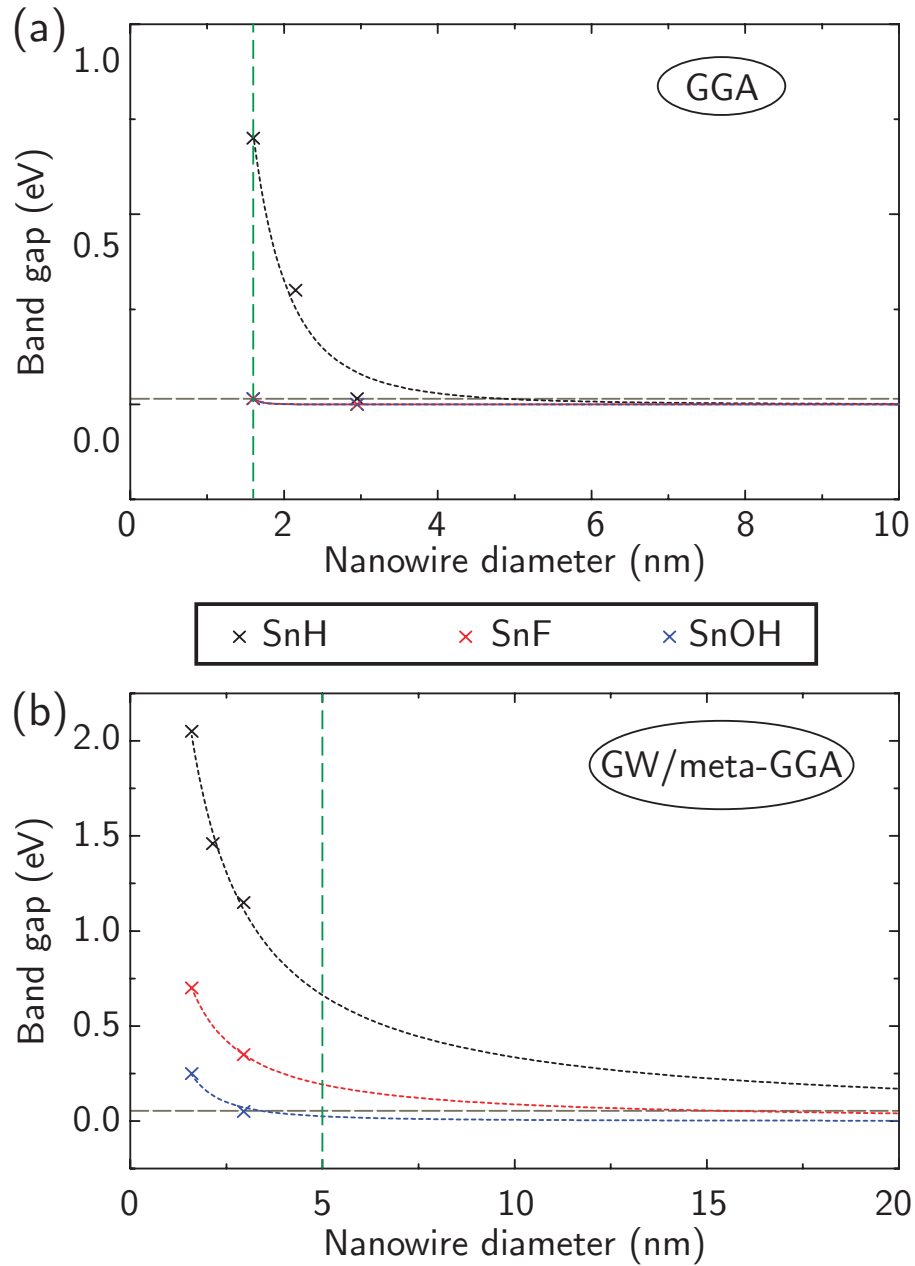 (a)
GGA
Band gap (eV)
1.0
0.5
0.0
0 2 4 6 8 10
Nanowire diameter (nm)
× SnH × SnF × SnOH
(b)
GW/meta-GGA
Band gap (eV)
2.0
1.5
1.0
0.5
0.0
0 5 10 15 20
Nanowire diameter (nm)